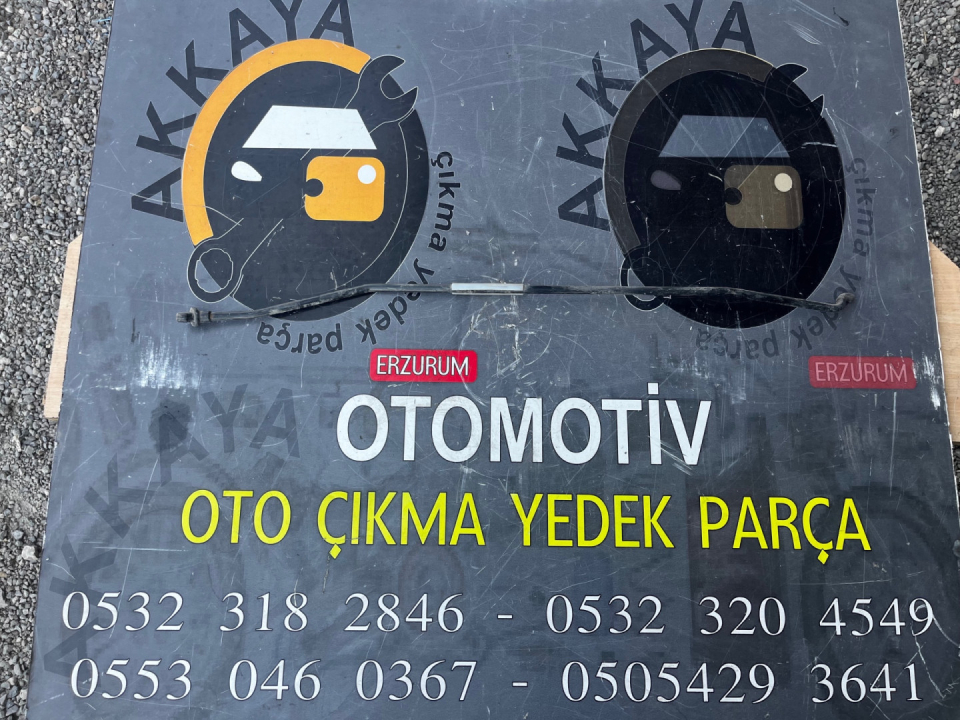 AKKAYA
çıkma yedek parça
AKKAYA
çıkma yedek parça
ERZURUM
ERZURUM
AKKAYA
OTOMOTİV
OTO ÇIKMA YEDEK PARÇA
0532 318 2846 - 0532 320 4549
0553 046 0367 - 0505429 3641